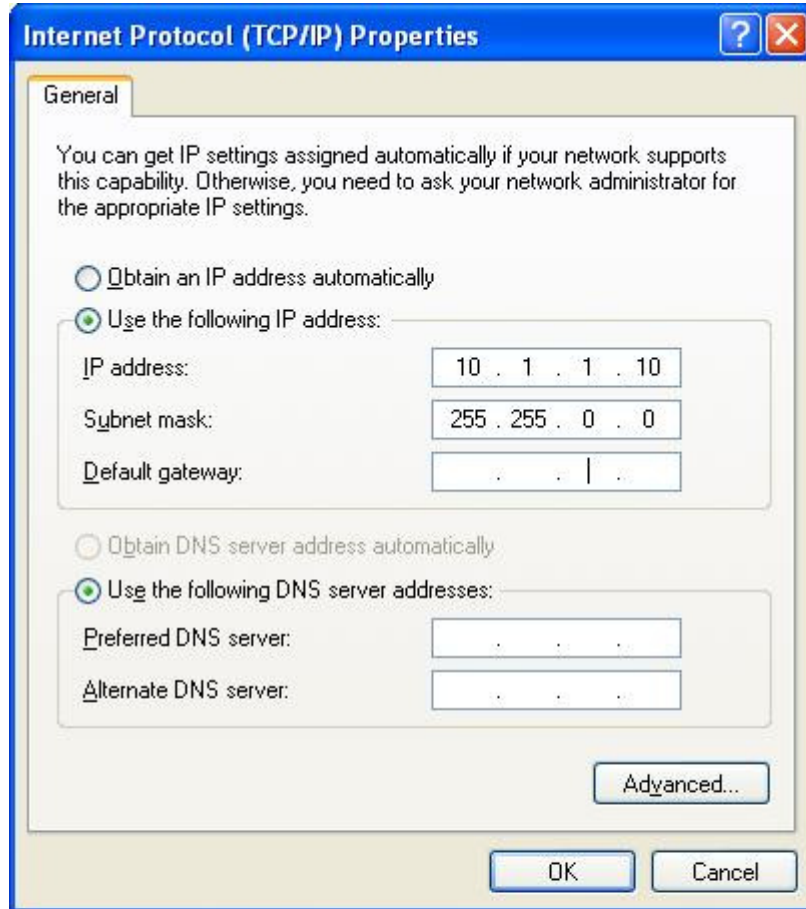 Internet Protocol (TCP/IP) Properties
General
You can get IP settings assigned automatically if your network supports
this capability. Otherwise, you need to ask your network administrator for
the appropriate IP settings.
Obtain an IP address automatically
Use the following IP address:
IP address: 10 . 1 . 1 . 10
Subnet mask: 255 . 255 . 0 . 0
Default gateway: . . .
Obtain DNS server address automatically
Use the following DNS server addresses:
Preferred DNS server: . . .
Alternate DNS server: . . .
Advanced...
OK Cancel